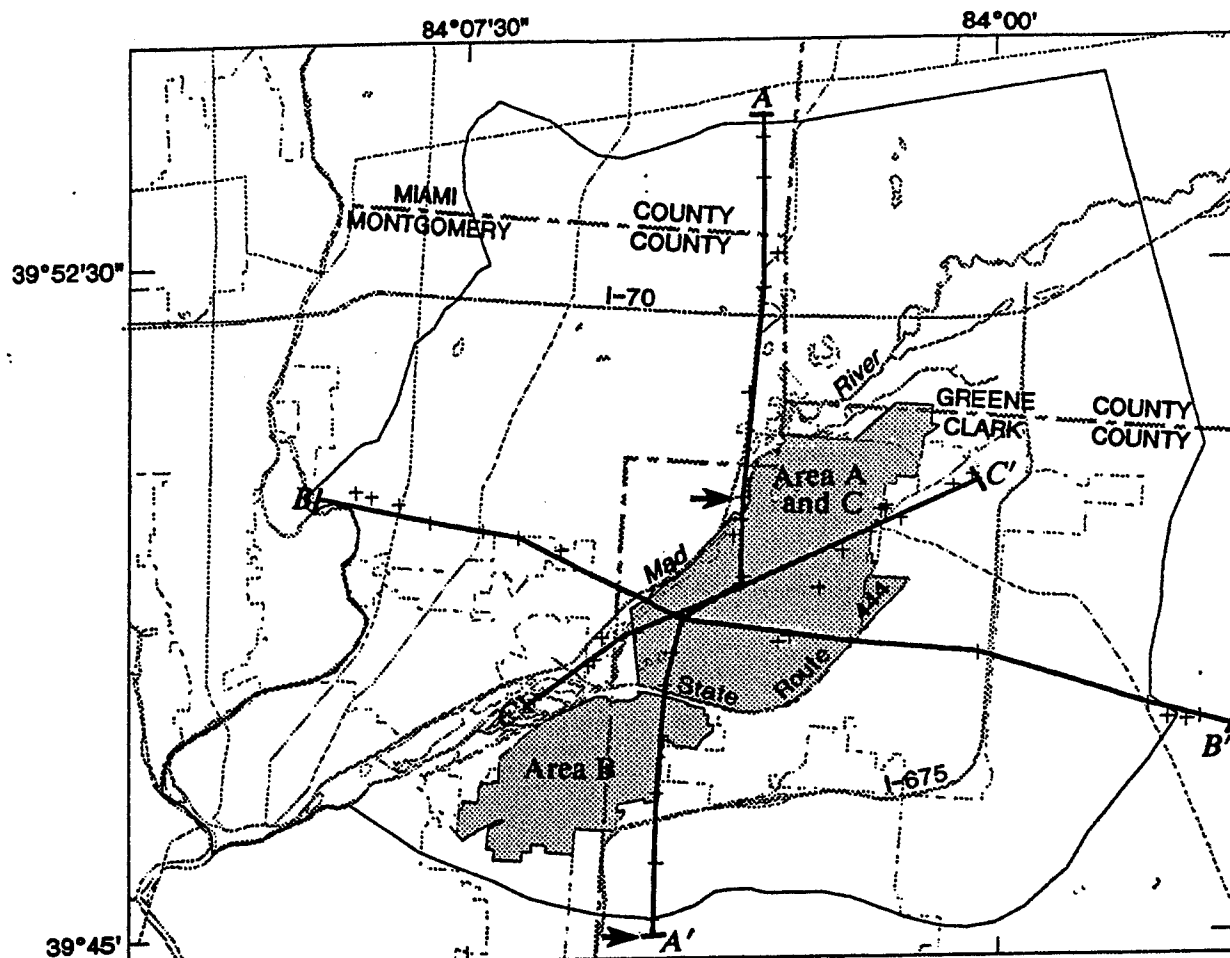 84°07'30"
84°00'
A
MIAMI
MONTGOMERY
COUNTY
COUNTY
39°52'30"
I-70
River
GREENE
CLARK
COUNTY
COUNTY
Area A
and C
C'
B
Mad
444
State
Route
C
B'
Area B
I-675
A'
39°45'